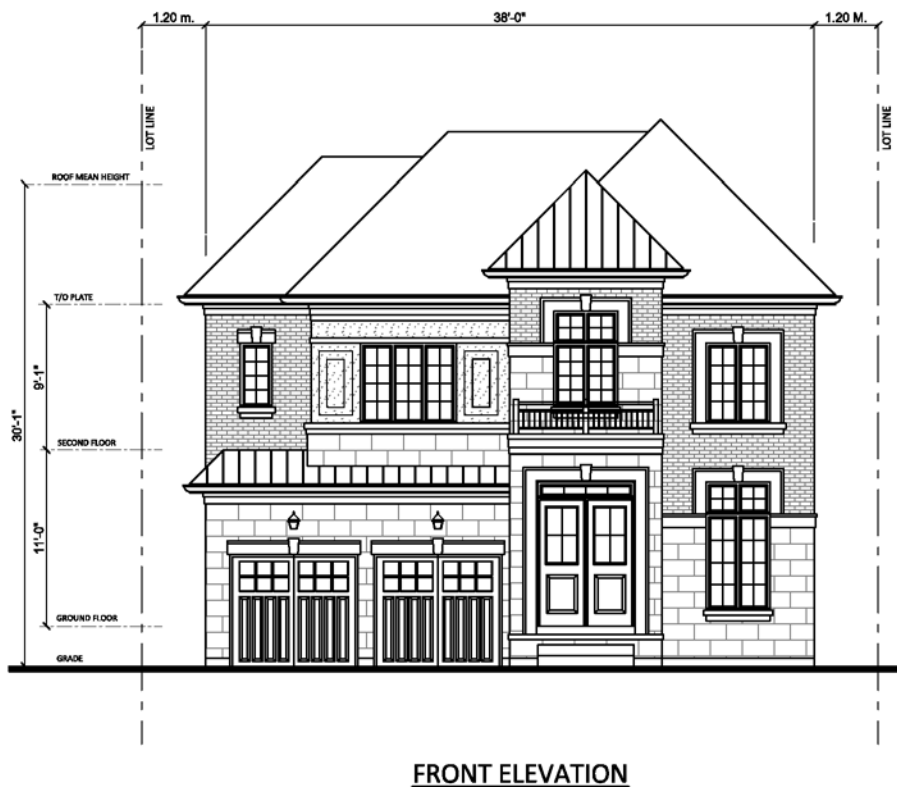 1.20 m.
38'-0"
1.20 M.
LOT LINE
LOT LINE
ROOF MEAN HEIGHT
T/O PLATE
9'-1"
30'-1"
SECOND FLOOR
11'-0"
GROUND FLOOR
GRADE
FRONT ELEVATION